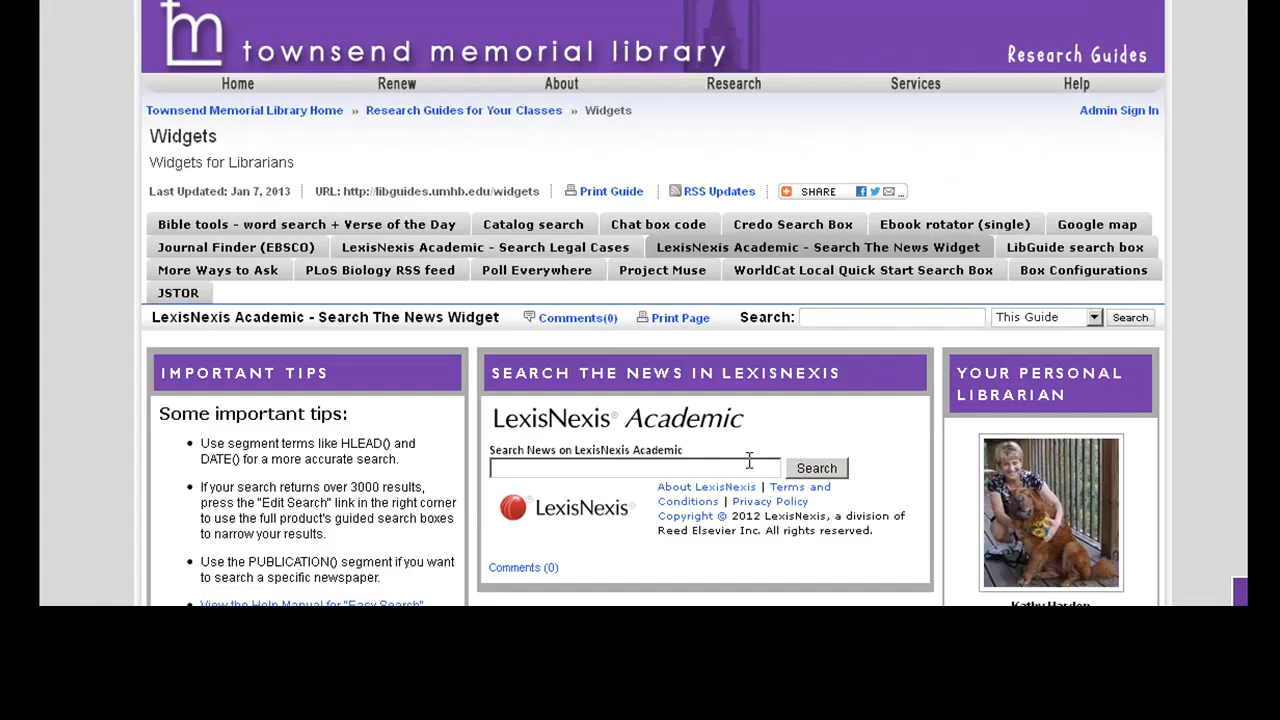 tm townsend memorial library
Research Guides
Home Renew About Research Services Help
Townsend Memorial Library Home » Research Guides for Your Classes » Widgets Admin Sign In
Widgets
Widgets for Librarians
Last Updated: Jan 7, 2013 URL: http://libguides.umhb.edu/widgets Print Guide RSS Updates SHARE ...
Bible tools - word search + Verse of the Day Catalog search Chat box code Credo Search Box Ebook rotator (single) Google map
Journal Finder (EBSCO) LexisNexis Academic - Search Legal Cases LexisNexis Academic - Search The News Widget LibGuide search box
More Ways to Ask PLoS Biology RSS feed Poll Everywhere Project Muse WorldCat Local Quick Start Search Box Box Configurations
JSTOR
LexisNexis Academic - Search The News Widget Comments(0) Print Page Search: This Guide Search
IMPORTANT TIPS
Some important tips:
Use segment terms like HLEAD() and
DATE() for a more accurate search.
If your search returns over 3000 results,
press the "Edit Search" link in the right corner
to use the full product's guided search boxes
to narrow your results.
Use the PUBLICATION() segment if you want
to search a specific newspaper.
View the Help Manual for "Easy Search"
SEARCH THE NEWS IN LEXISNEXIS
LexisNexis® Academic
Search News on LexisNexis Academic
Search
LexisNexis®
About LexisNexis | Terms and
Conditions | Privacy Policy
Copyright © 2012 LexisNexis, a division of
Reed Elsevier Inc. All rights reserved.
Comments (0)
YOUR PERSONAL
LIBRARIAN
Kathy Harden